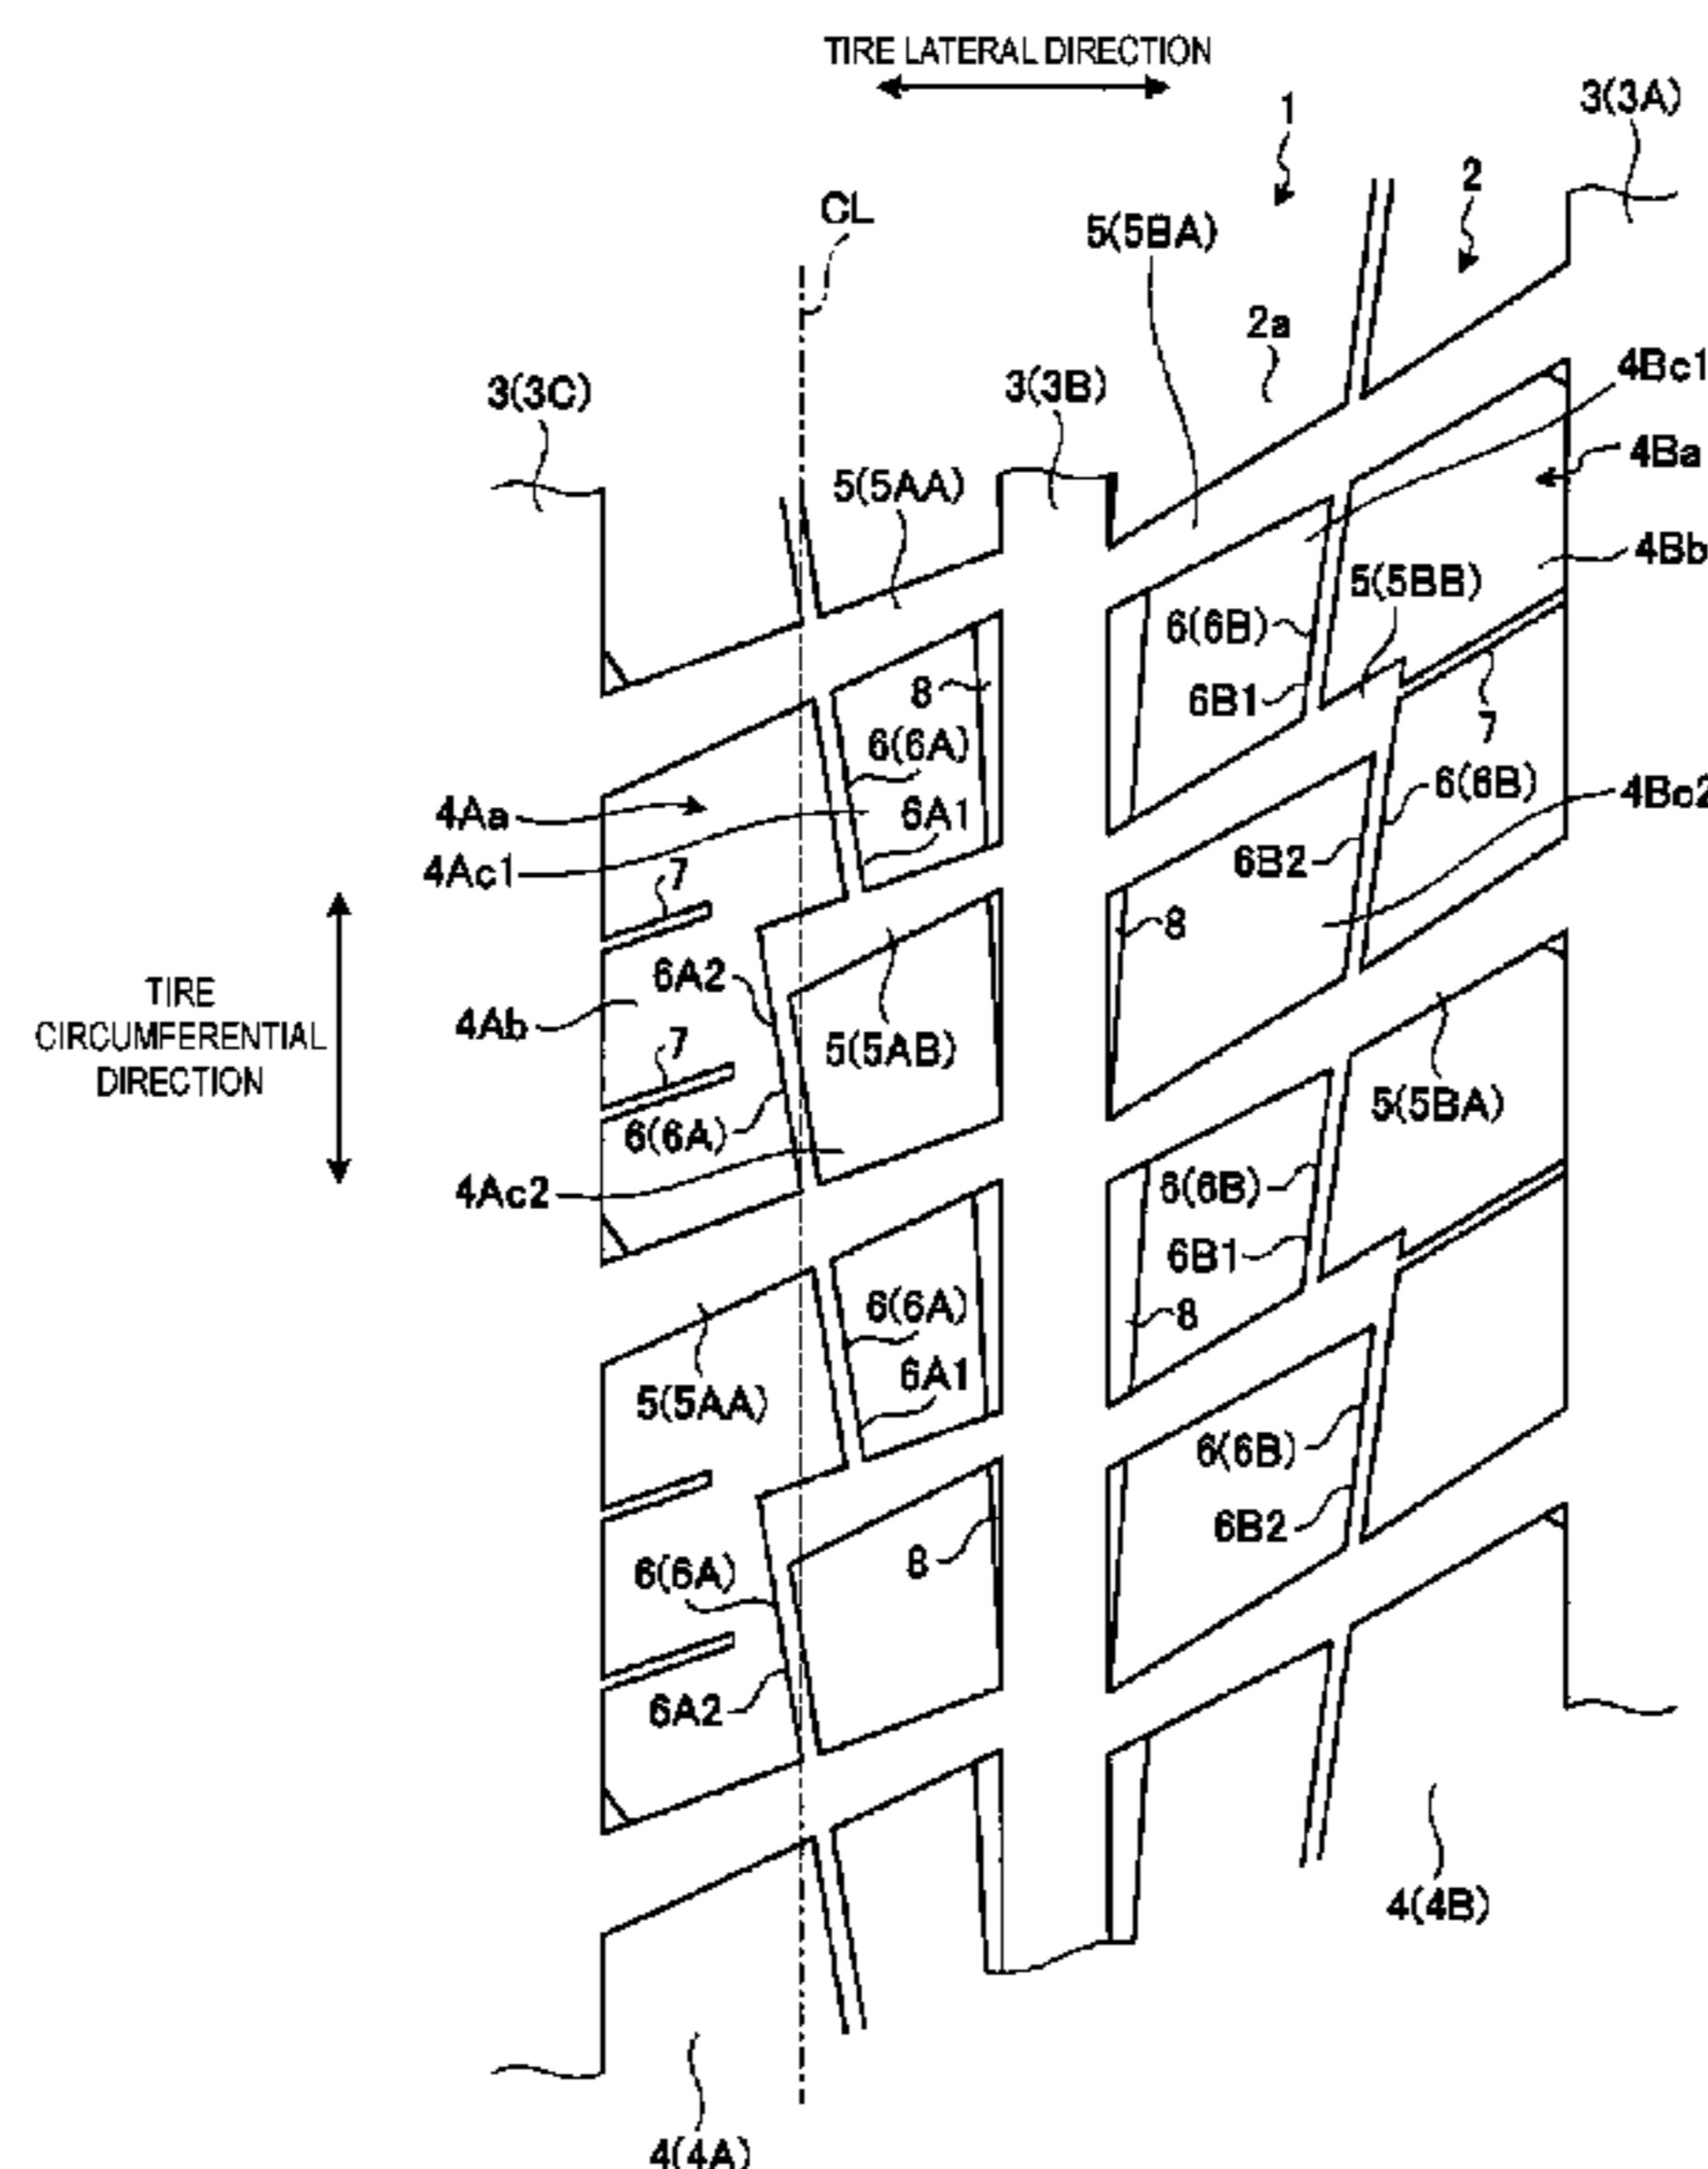 TIRE LATERAL DIRECTION
3(3A)
1
2
CL
5(5BA)
2a
4Bc1
3(3C)
3(3B)
4Ba
5(5AA)
4Bb
5(5BB)
6(6B)
8
6B1
7
6(6A)
6(6B)
4Bc2
4Aa
6A1
6B2
4Ac1
7
8
6A2
TIRE
CIRCUMFERENTIAL
DIRECTION
4Ab
5(5AB)
7
5(5BA)
6(6A)
4Ac2
6(6B)
6B1
6(6A)
8
6A1
5(5AA)
6(6B)
6B2
8
6(6A)
6A2
4(4B)
4(4A)